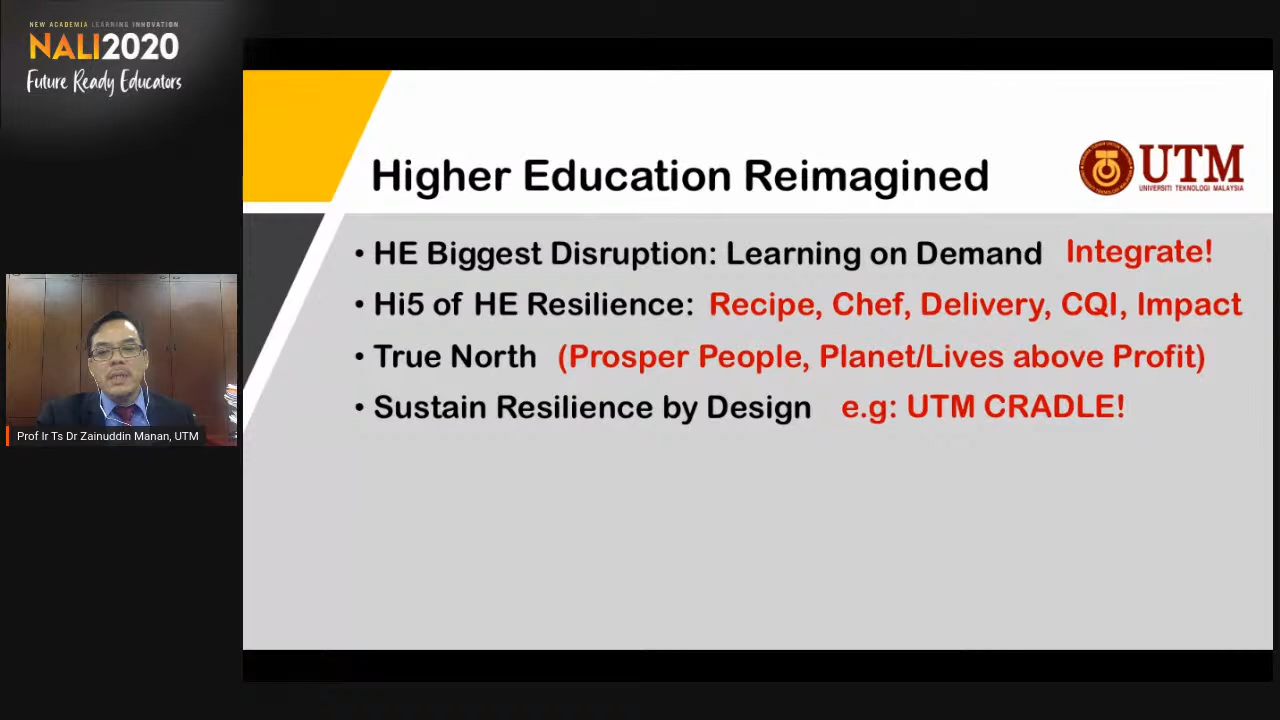 NEW ACADEMIA LEARNING INNOVATION
NALI2020
Future Ready Educators
Higher Education Reimagined
UTM
UNIVERSITI TEKNOLOGI MALAYSIA
• HE Biggest Disruption: Learning on Demand Integrate!
• Hi5 of HE Resilience: Recipe, Chef, Delivery, CQI, Impact
• True North (Prosper People, Planet/Lives above Profit)
• Sustain Resilience by Design e.g: UTM CRADLE!
Prof Ir Ts Dr Zainuddin Manan, UTM